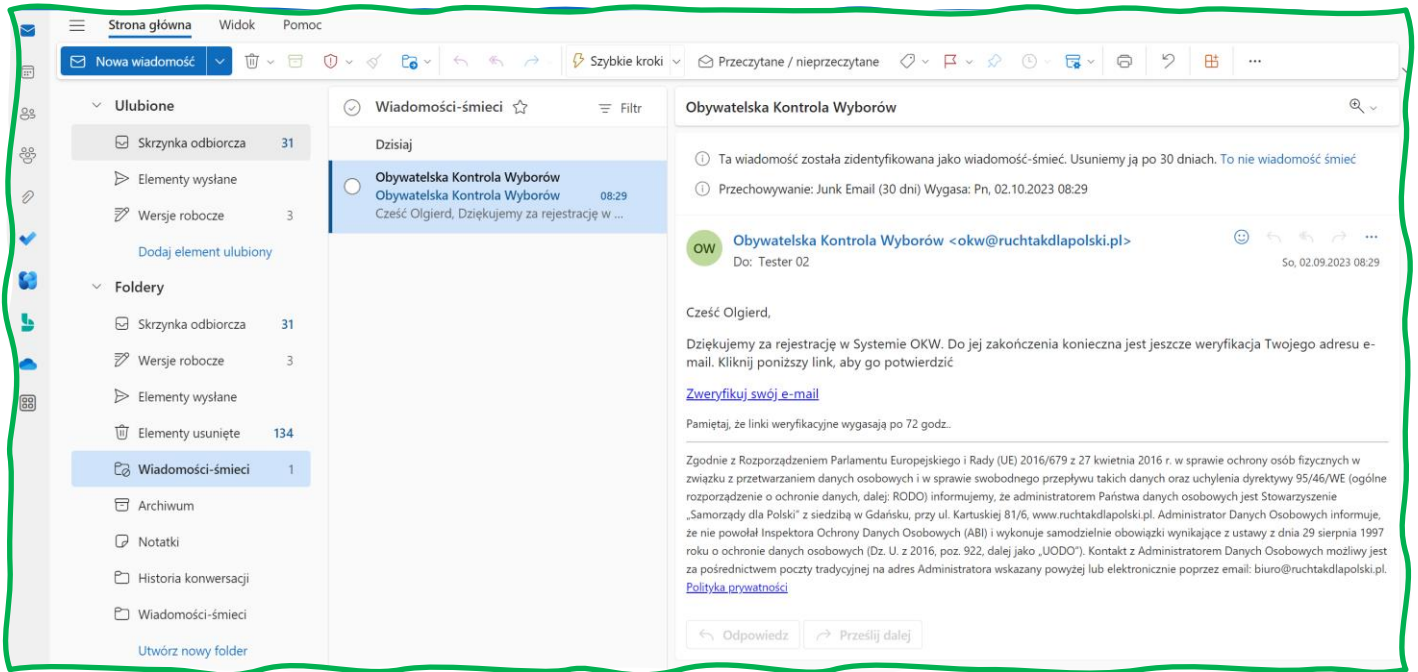 Strona główna Widok Pomoc
Nowa wiadomość Szybkie kroki Przeczytane / nieprzeczytane
Ulubione
Skrzynka odbiorcza 31
Elementy wysłane
Wersje robocze 3
Dodaj element ulubiony
Foldery
Skrzynka odbiorcza 31
Wersje robocze 3
Elementy wysłane
Elementy usunięte 134
Wiadomości-śmieci 1
Archiwum
Notatki
Historia konwersacji
Wiadomości-śmieci
Utwórz nowy folder
Wiadomości-śmieci Filtr
Dzisiaj
Obywatelska Kontrola Wyborów
Obywatelska Kontrola Wyborów 08:29
Cześć Olgierd, Dziękujemy za rejestrację w ...
Obywatelska Kontrola Wyborów
Ta wiadomość została zidentyfikowana jako wiadomość-śmieć. Usuniemy ją po 30 dniach. To nie wiadomość śmieć
Przechowywanie: Junk Email (30 dni) Wygasa: Pn, 02.10.2023 08:29
OW
Obywatelska Kontrola Wyborów <okw@ruchtakdlapolski.pl>
Do: Tester 02
So, 02.09.2023 08:29
Cześć Olgierd,
Dziękujemy za rejestrację w Systemie OKW. Do jej zakończenia konieczna jest jeszcze weryfikacja Twojego adresu e-
mail. Kliknij poniższy link, aby go potwierdzić
Zweryfikuj swój e-mail
Pamiętaj, że linki weryfikacyjne wygasają po 72 godz..
Zgodnie z Rozporządzeniem Parlamentu Europejskiego i Rady (UE) 2016/679 z 27 kwietnia 2016 r. w sprawie ochrony osób fizycznych w
związku z przetwarzaniem danych osobowych i w sprawie swobodnego przepływu takich danych oraz uchylenia dyrektywy 95/46/WE (ogólne
rozporządzenie o ochronie danych, dalej: RODO) informujemy, że administratorem Państwa danych osobowych jest Stowarzyszenie
„Samorządy dla Polski" z siedzibą w Gdańsku, przy ul. Kartuskiej 81/6, www.ruchtakdlapolski.pl. Administrator Danych Osobowych informuje,
że nie powołał Inspektora Ochrony Danych Osobowych (ABI) i wykonuje samodzielnie obowiązki wynikające z ustawy z dnia 29 sierpnia 1997
roku o ochronie danych osobowych (Dz. U. z 2016, poz. 922, dalej jako „UODO"). Kontakt z Administratorem Danych Osobowych możliwy jest
za pośrednictwem poczty tradycyjnej na adres Administratora wskazany powyżej lub elektronicznie poprzez email: biuro@ruchtakdlapolski.pl.
Polityka prywatności
Odpowiedz Prześlij dalej